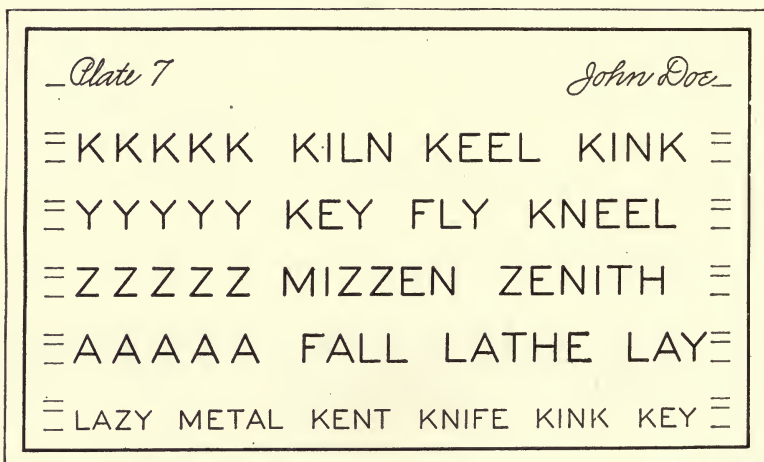 Plate 7 John Doe
KKKKK KILN KEEL KINK
YYYYY KEY FLY KNEEL
ZZZZZ MIZZEN ZENITH
AAAAA FALL LATHE LAY
LAZY METAL KENT KNIFE KINK KEY